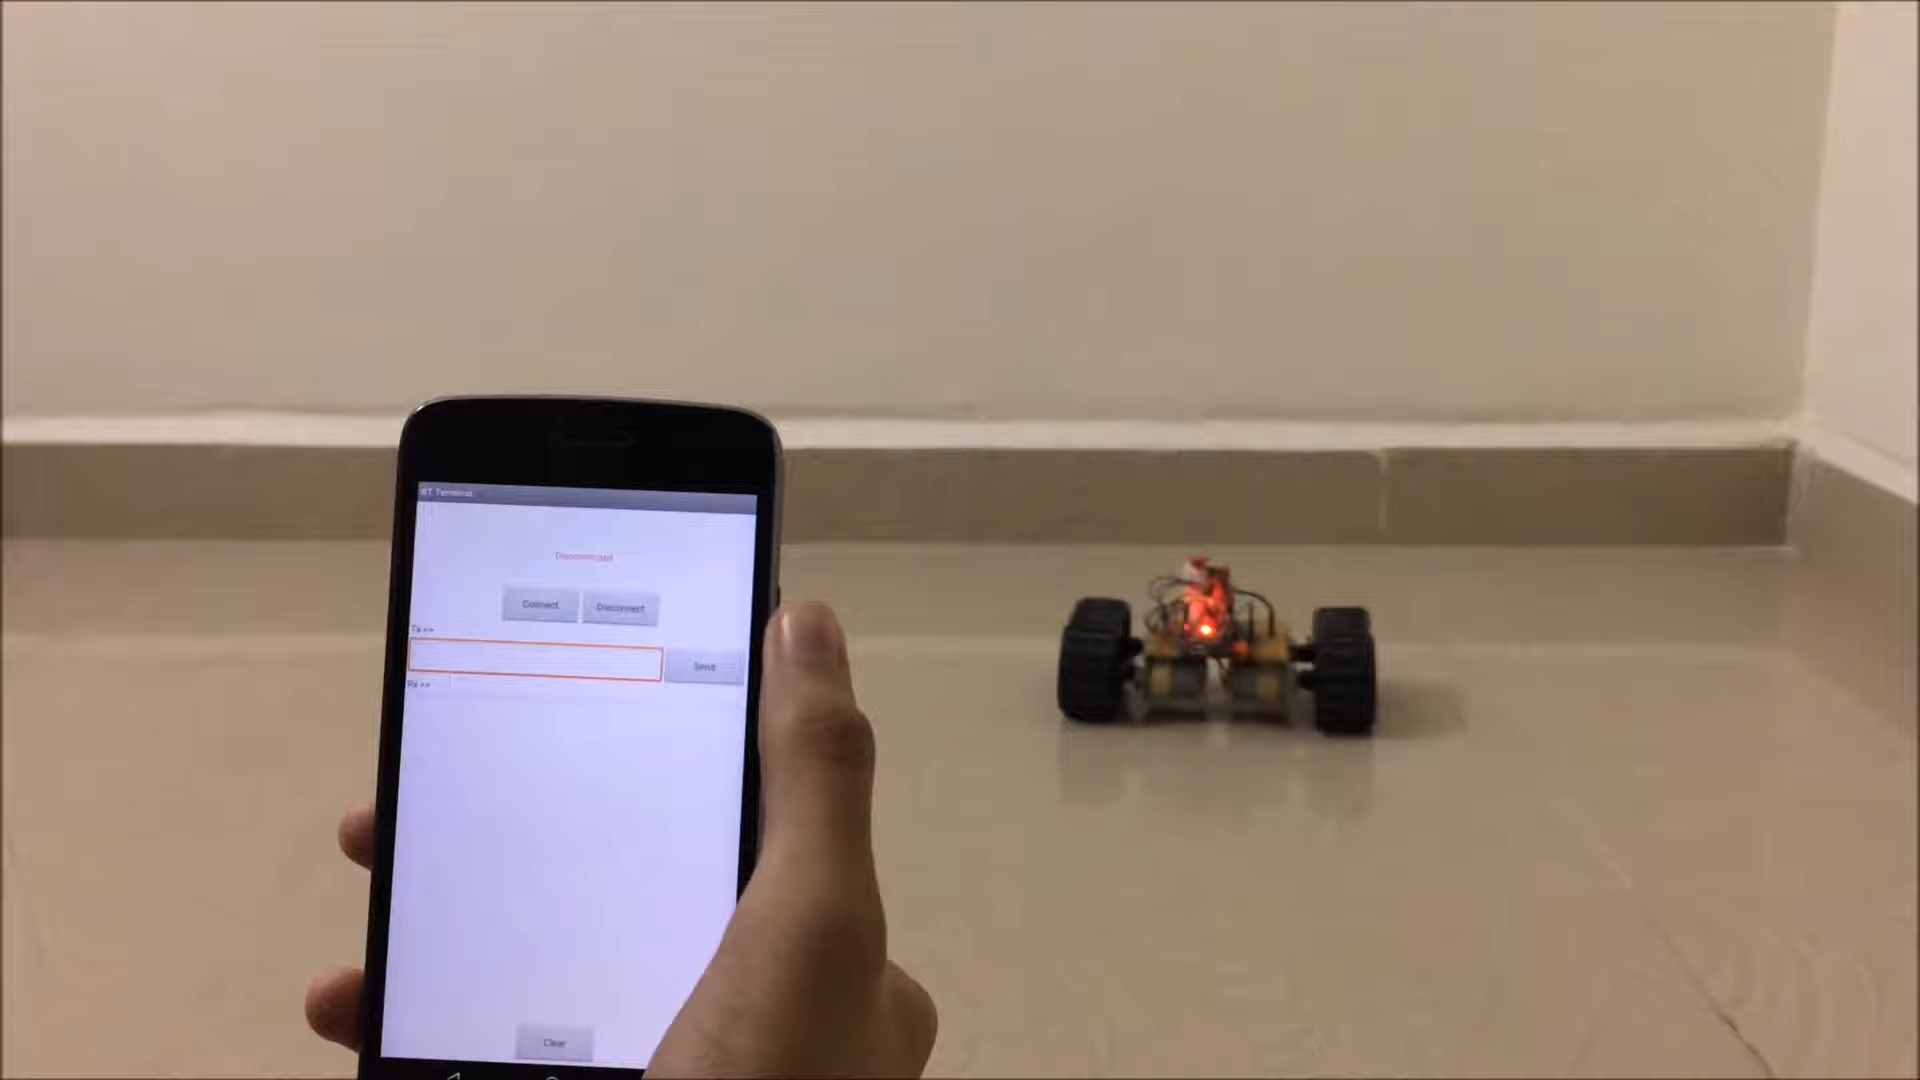 BT Terminal
Disconnected
Connect Disconnect
Tx >>
Send
Rx >>
Clear